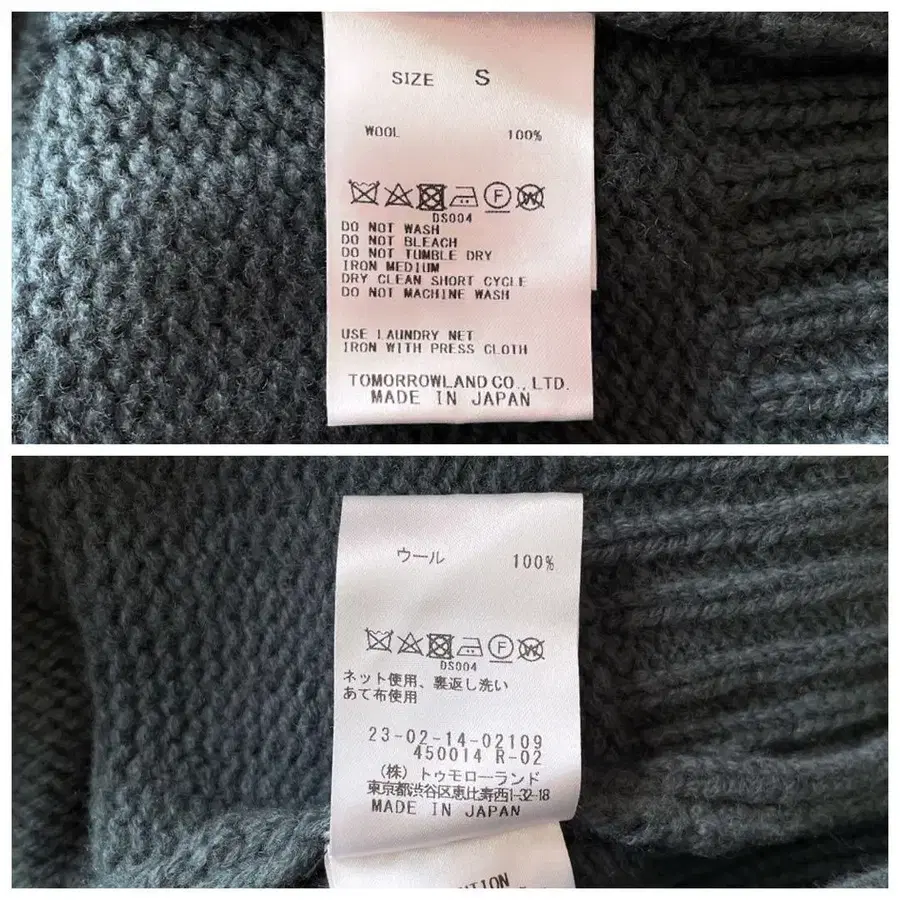 SIZE S
WOOL 100%
F W
DS004
DO NOT WASH
DO NOT BLEACH
DO NOT TUMBLE DRY
IRON MEDIUM
DRY CLEAN SHORT CYCLE
DO NOT MACHINE WASH
USE LAUNDRY NET
IRON WITH PRESS CLOTH
TOMORROWLAND CO., LTD.
MADE IN JAPAN
ウール 100%
F W
DS004
ネット使用、裏返し洗い
あて布使用
23-02-14-02109
450014 R-02
(株) トゥモローランド
東京都渋谷区恵比寿西1-32-18
MADE IN JAPAN